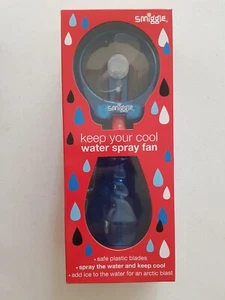 smiggle
smiggle
keep your cool
water spray fan
• safe plastic blades
• spray the water and keep cool
• add ice to the water for an arctic blast